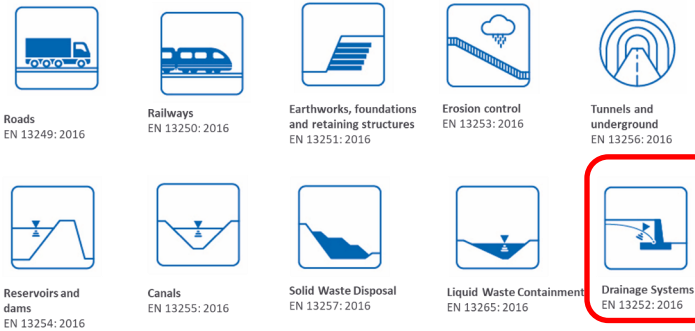 Roads
EN 13249: 2016
Railways
EN 13250: 2016
Earthworks, foundations
and retaining structures
EN 13251: 2016
Erosion control
EN 13253: 2016
Tunnels and
underground
EN 13256: 2016
Reservoirs and
dams
EN 13254: 2016
Canals
EN 13255: 2016
Solid Waste Disposal
EN 13257: 2016
Liquid Waste Containment
EN 13265: 2016
Drainage Systems
EN 13252: 2016